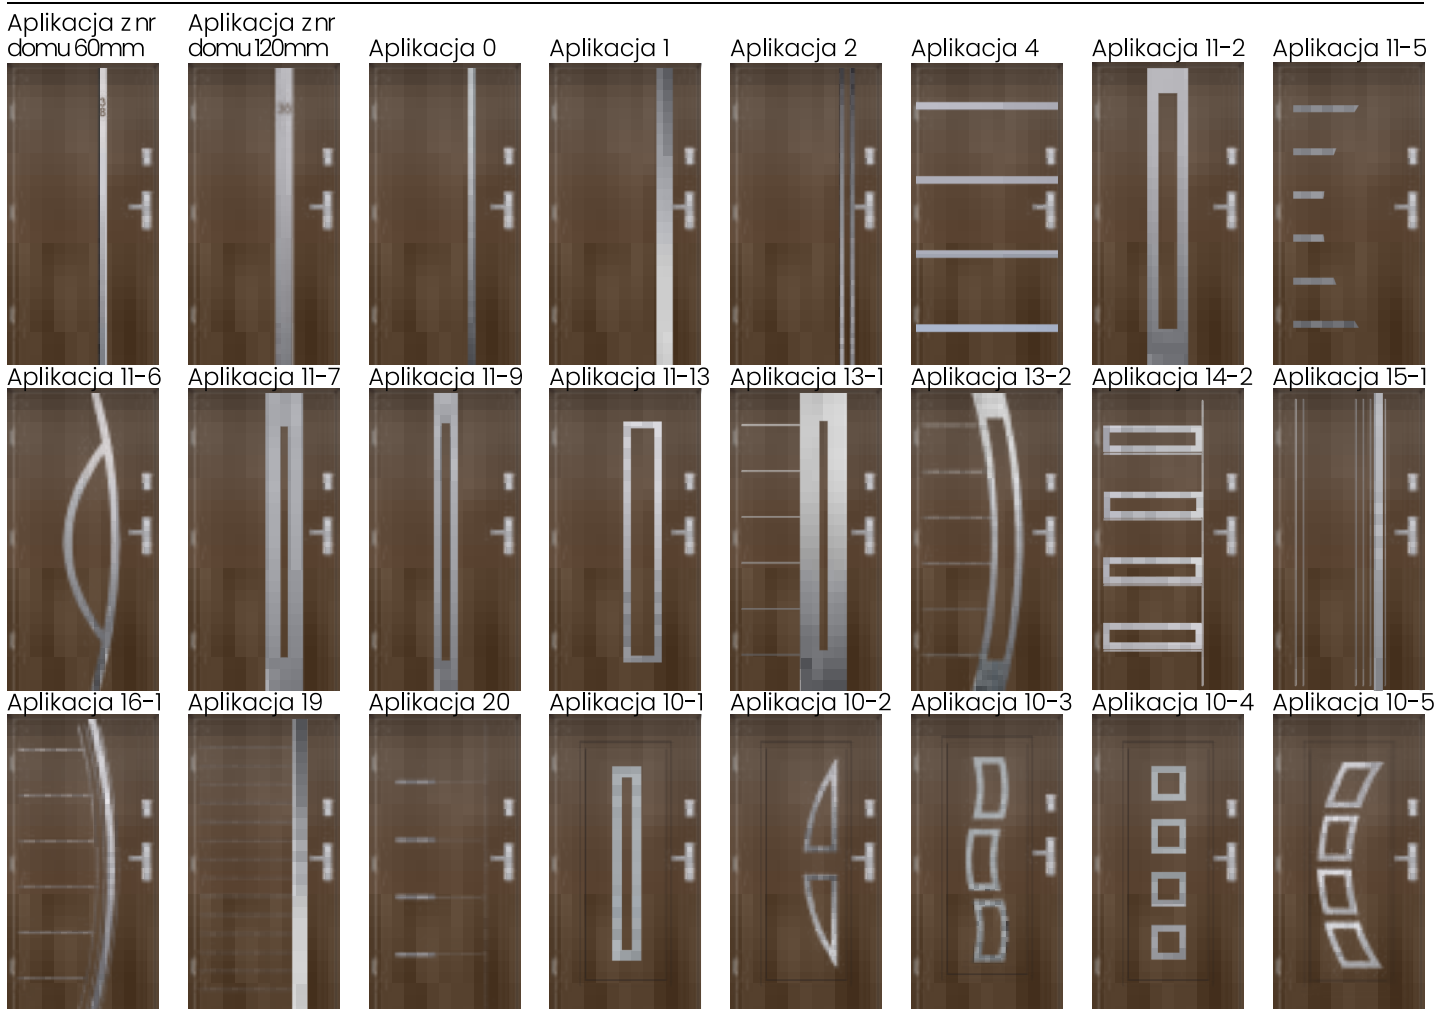 Aplikacja z nr
domu 60mm
Aplikacja z nr
domu 120mm
Aplikacja 0
Aplikacja 1
Aplikacja 2
Aplikacja 4
Aplikacja 11-2
Aplikacja 11-5
38
30
Aplikacja 11-6
Aplikacja 11-7
Aplikacja 11-9
Aplikacja 11-13
Aplikacja 13-1
Aplikacja 13-2
Aplikacja 14-2
Aplikacja 15-1
Aplikacja 16-1
Aplikacja 19
Aplikacja 20
Aplikacja 10-1
Aplikacja 10-2
Aplikacja 10-3
Aplikacja 10-4
Aplikacja 10-5